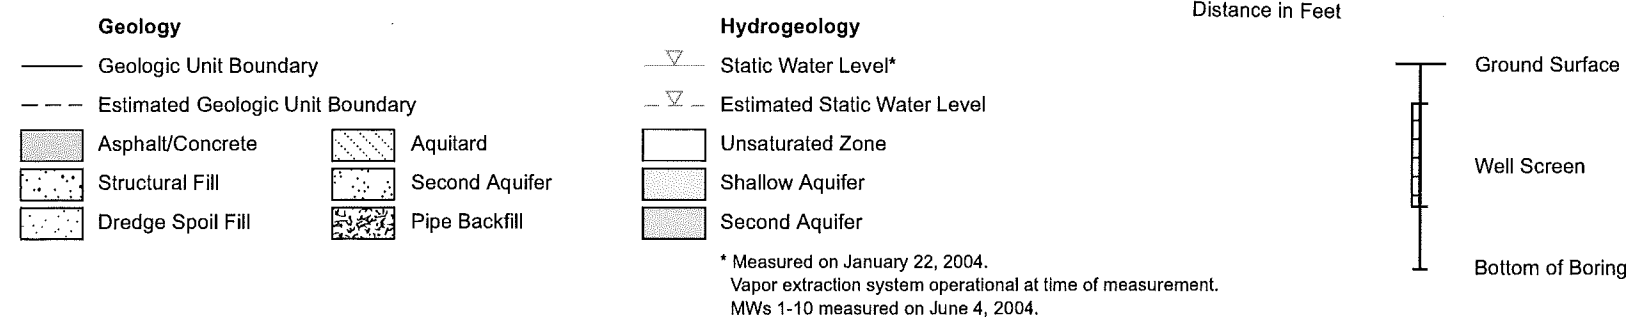 Distance in Feet
Geology
Geologic Unit Boundary
Estimated Geologic Unit Boundary
Asphalt/Concrete
Aquitard
Structural Fill
Second Aquifer
Dredge Spoil Fill
Pipe Backfill
Hydrogeology
Static Water Level*
Estimated Static Water Level
Unsaturated Zone
Shallow Aquifer
Second Aquifer
* Measured on January 22, 2004.
Vapor extraction system operational at time of measurement.
MWs 1-10 measured on June 4, 2004.
Ground Surface
Well Screen
Bottom of Boring